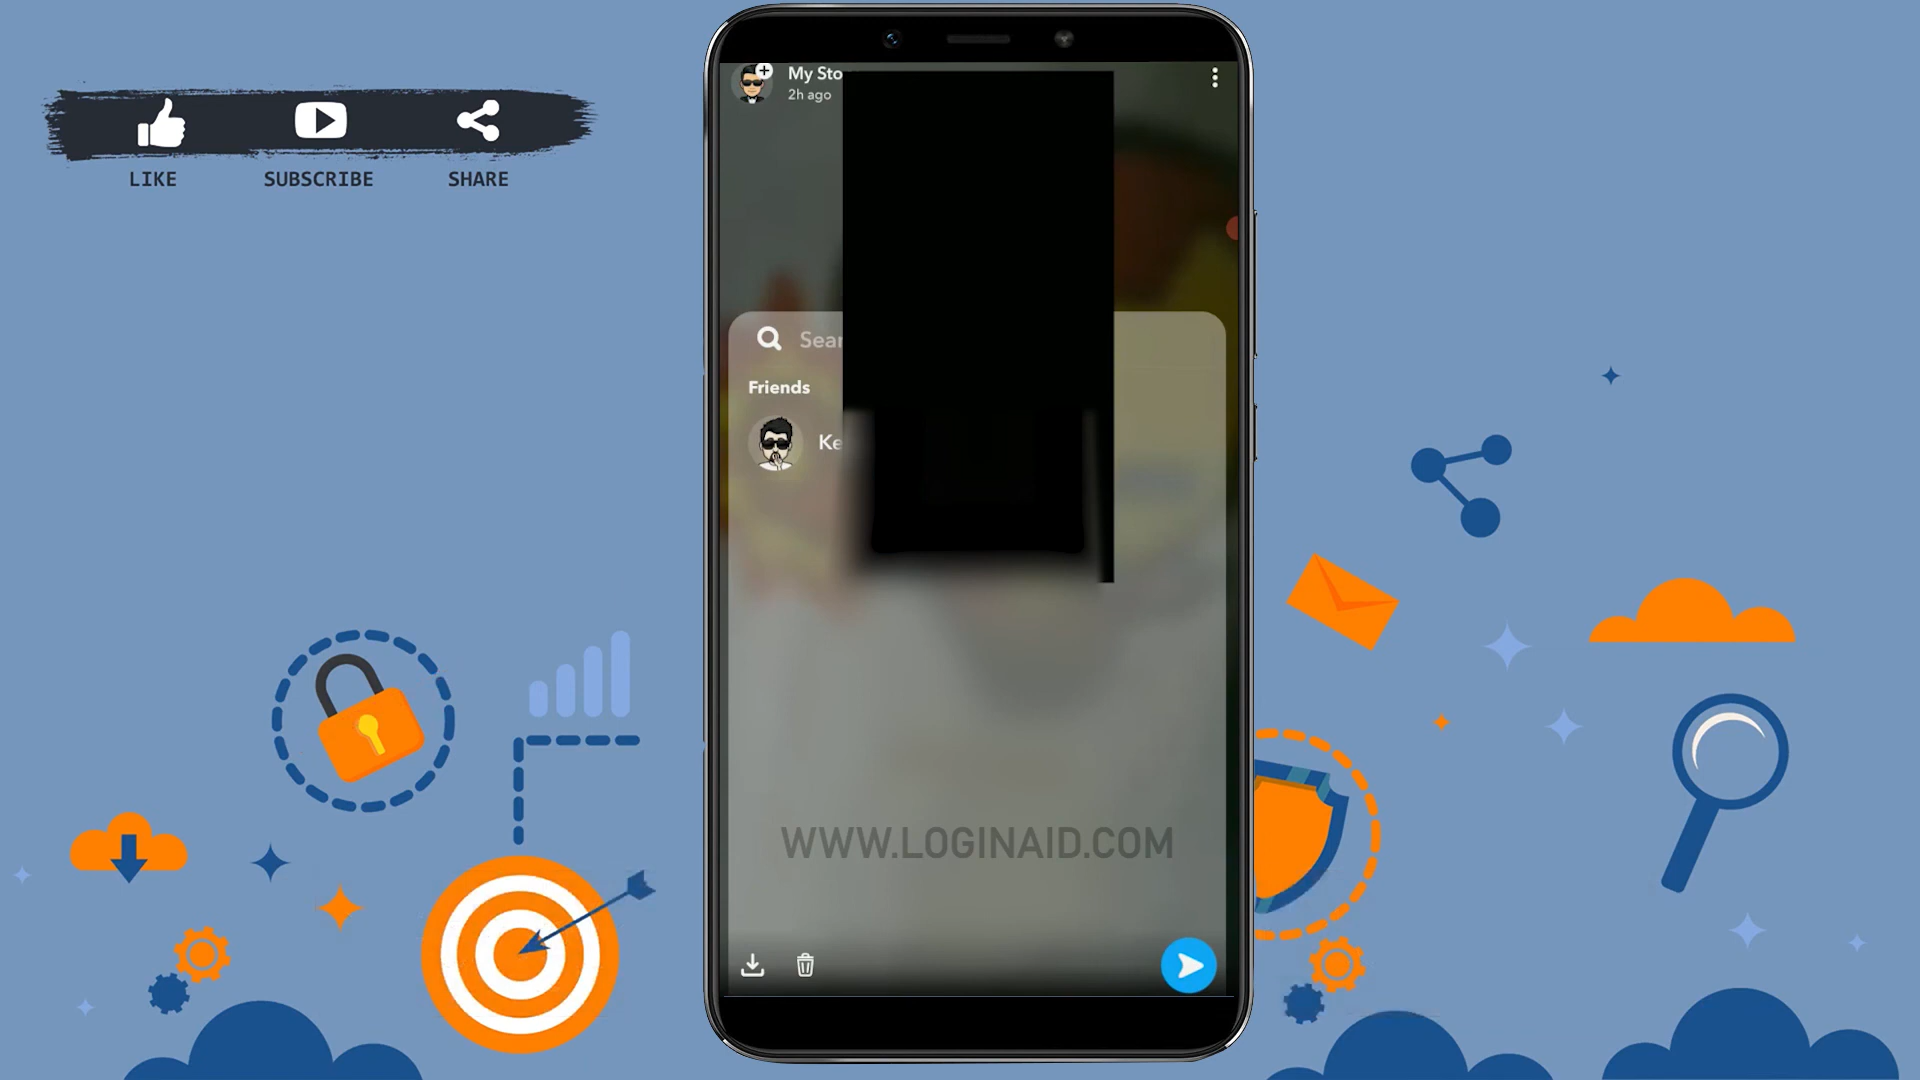 LIKE
SUBSCRIBE
SHARE
My Sto
2h ago
Sear
Friends
Ke
WWW.LOGINAID.COM